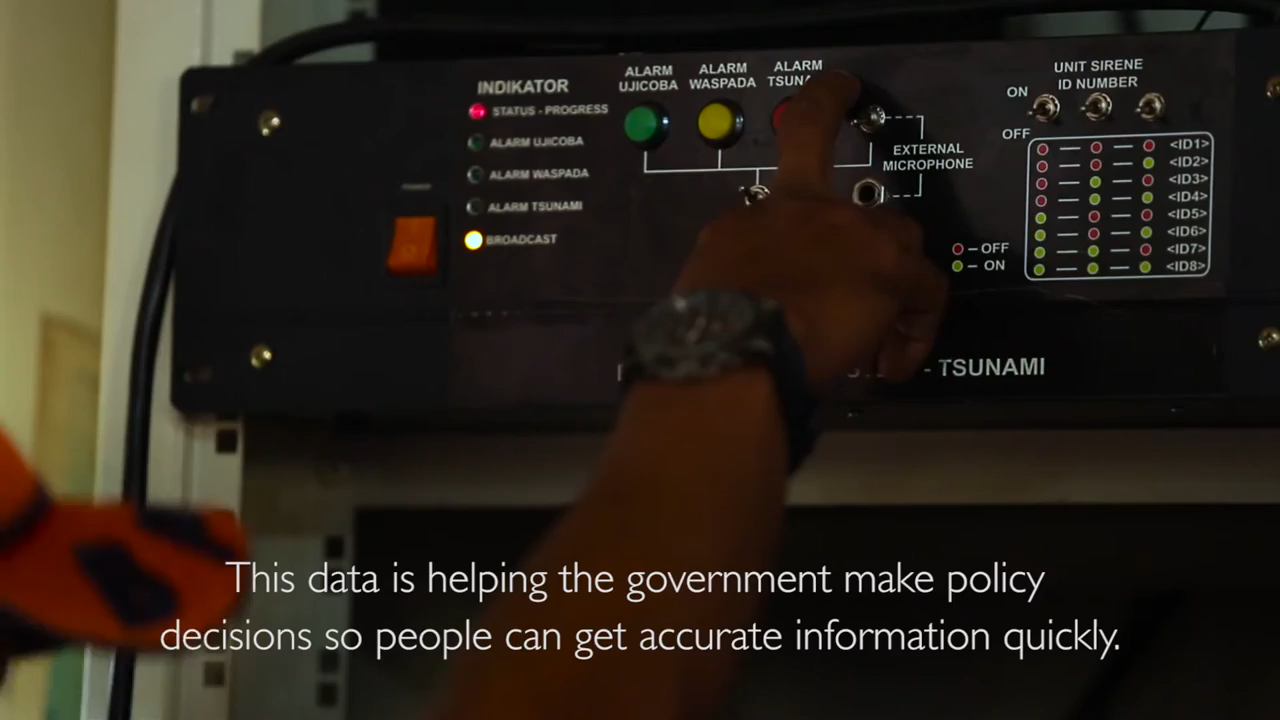 INDIKATOR
STATUS - PROGRESS
ALARM UJICOBA
ALARM WASPADA
ALARM TSUNAMI
BROADCAST
ALARM
UJICOBA
ALARM
WASPADA
ALARM
EXTERNAL
MICROPHONE
UNIT SIRENE
ID NUMBER
ON
OFF
<ID1>
<ID2>
<ID3>
<ID4>
<ID5>
<ID6>
<ID7>
<ID8>
- OFF
- ON
- TSUNAMI
This data is helping the government make policy
decisions so people can get accurate information quickly.